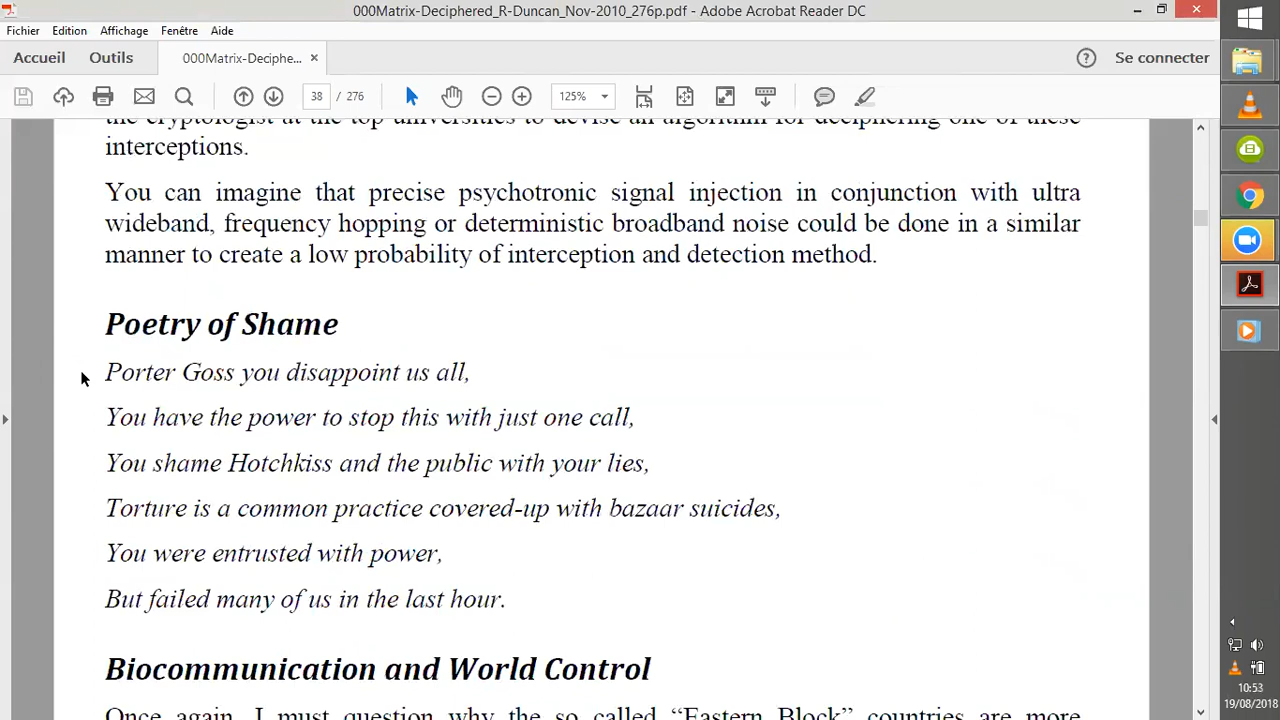 000Matrix-Deciphered_R-Duncan_Nov-2010_276p.pdf - Adobe Acrobat Reader DC
Fichier Edition Affichage Fenêtre Aide
Accueil Outils 000Matrix-Deciphe... × Se connecter
38 / 276 125%
the cryptologist at the top universities to devise an algorithm for deciphering one of these
interceptions.
You can imagine that precise psychotronic signal injection in conjunction with ultra
wideband, frequency hopping or deterministic broadband noise could be done in a similar
manner to create a low probability of interception and detection method.
Poetry of Shame
Porter Goss you disappoint us all,
You have the power to stop this with just one call,
You shame Hotchkiss and the public with your lies,
Torture is a common practice covered-up with bazaar suicides,
You were entrusted with power,
But failed many of us in the last hour.
Biocommunication and World Control
Once again, I must question why the so called “Eastern Block” countries are more
10:53
19/08/2018